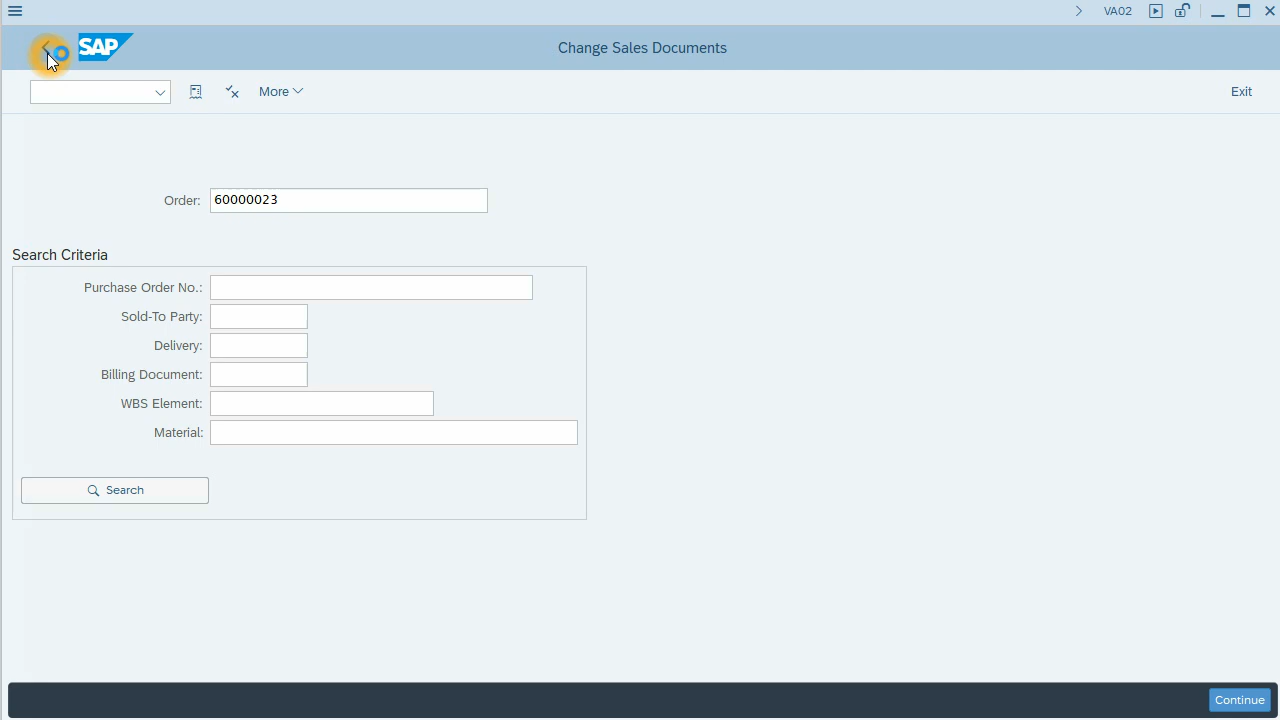 VA02
SAP
Change Sales Documents
More
Exit
Order: 60000023
Search Criteria
Purchase Order No.:
Sold-To Party:
Delivery:
Billing Document:
WBS Element:
Material:
Search
Continue